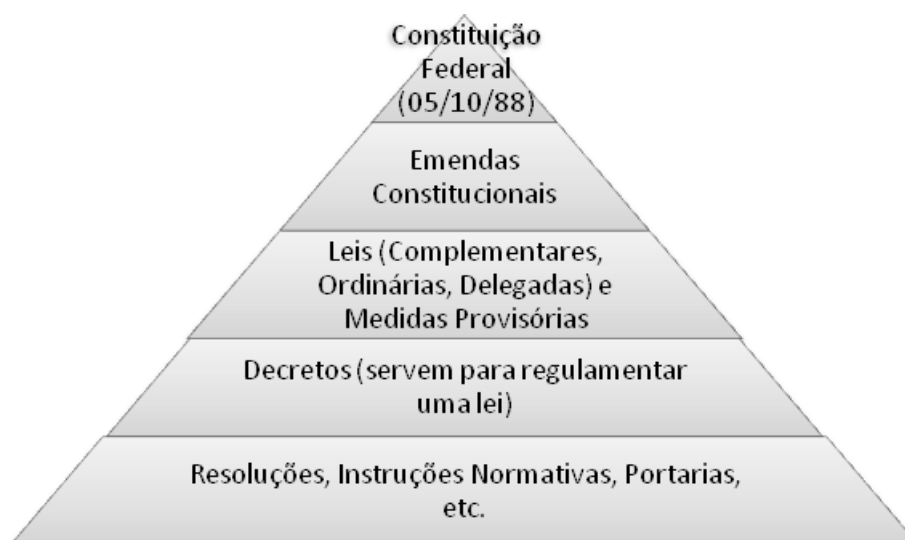 Constituição
Federal
(05/10/88)
Emendas
Constitucionais
Leis (Complementares,
Ordinárias, Delegadas) e
Medidas Provisórias
Decretos (servem para regulamentar
uma lei)
Resoluções, Instruções Normativas, Portarias,
etc.